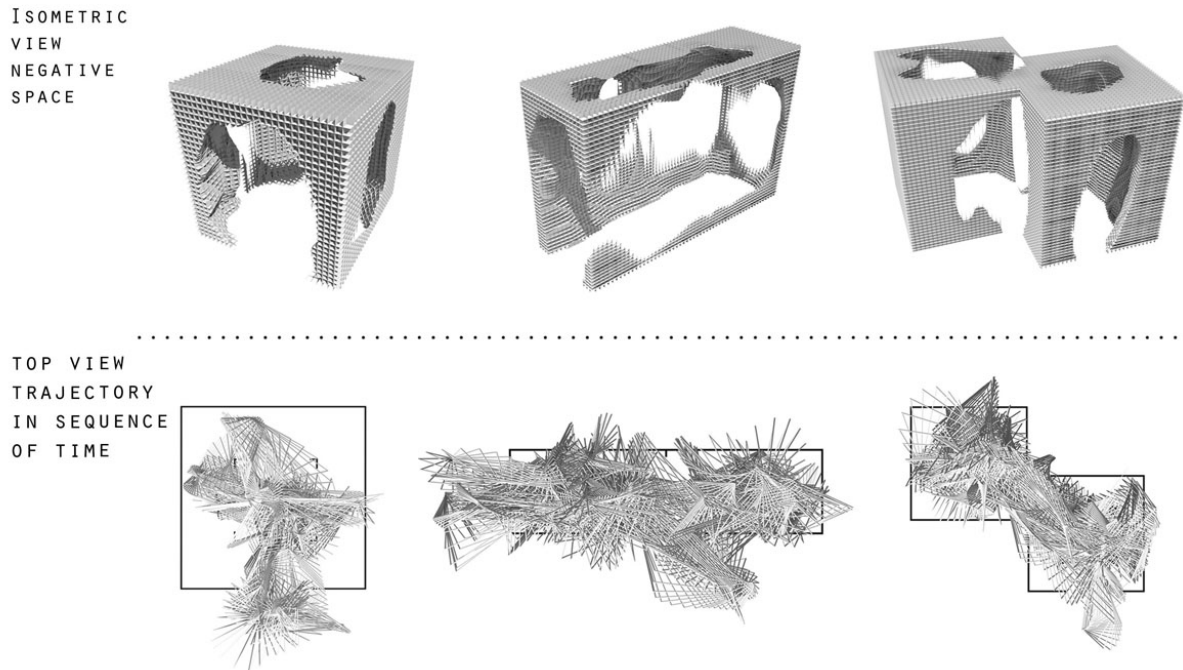 ISOMETRIC
VIEW
NEGATIVE
SPACE
TOP VIEW
TRAJECTORY
IN SEQUENCE
OF TIME